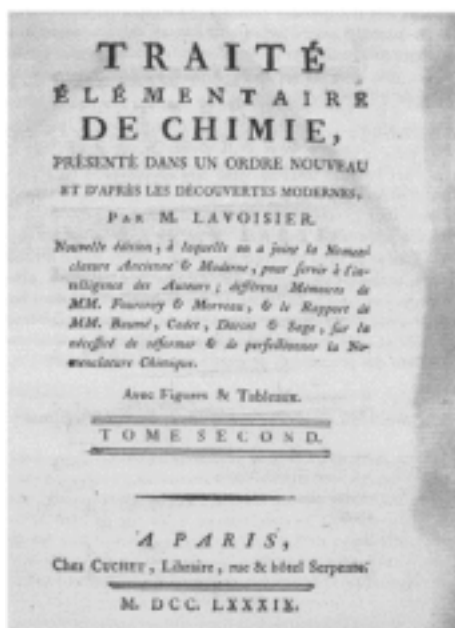 TRAITÉ
ÉLÉMENTAIRE
DE CHIMIE,
PRÉSENTÉ DANS UN ORDRE NOUVEAU
ET D'APRÈS LES DÉCOUVERTES MODERNES,
PAR M. LAVOISIER.
Nouvelle édition, à laquelle on a joint la Nomen-
clature Ancienne & Moderne, pour servir à l'in-
telligence des Auteurs; différens Mémoires de
MM. Fourcroy & Morveau, & le Rapport de
MM. Baumé, Cadet, Darcet & Sage, sur la
nécessité de réformer & de perfectionner la No-
menclature Chimique.
Avec Figures & Tableaux.
TOME SECOND.
A PARIS,
Chez CUCHET, Libraire, rue & hôtel Serpente.
M. DCC. LXXXIX.